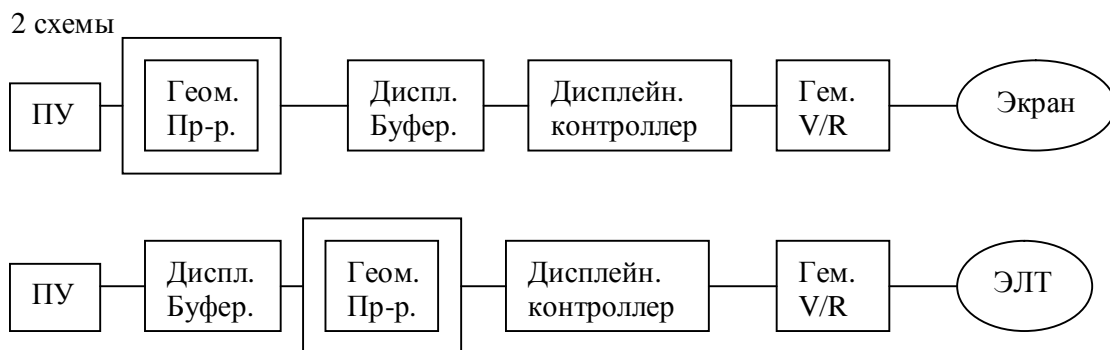 2 схемы
ПУ
Геом.
Пр-р.
Диспл.
Буфер.
Дисплейн.
контроллер
Гем.
V/R
Экран
ПУ
Диспл.
Буфер.
Геом.
Пр-р.
Дисплейн.
контроллер
Гем.
V/R
ЭЛТ